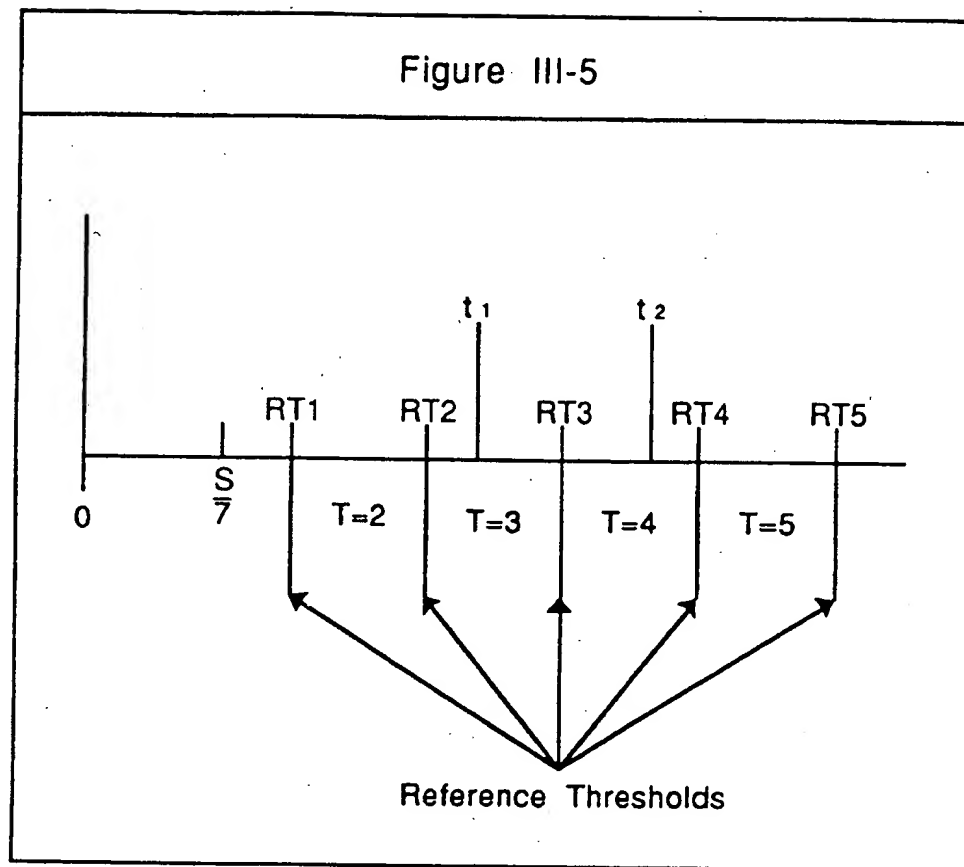 Figure III-5
t1 t2
RT1 RT2 RT3 RT4 RT5
0 S/7 T=2 T=3 T=4 T=5
Reference Thresholds